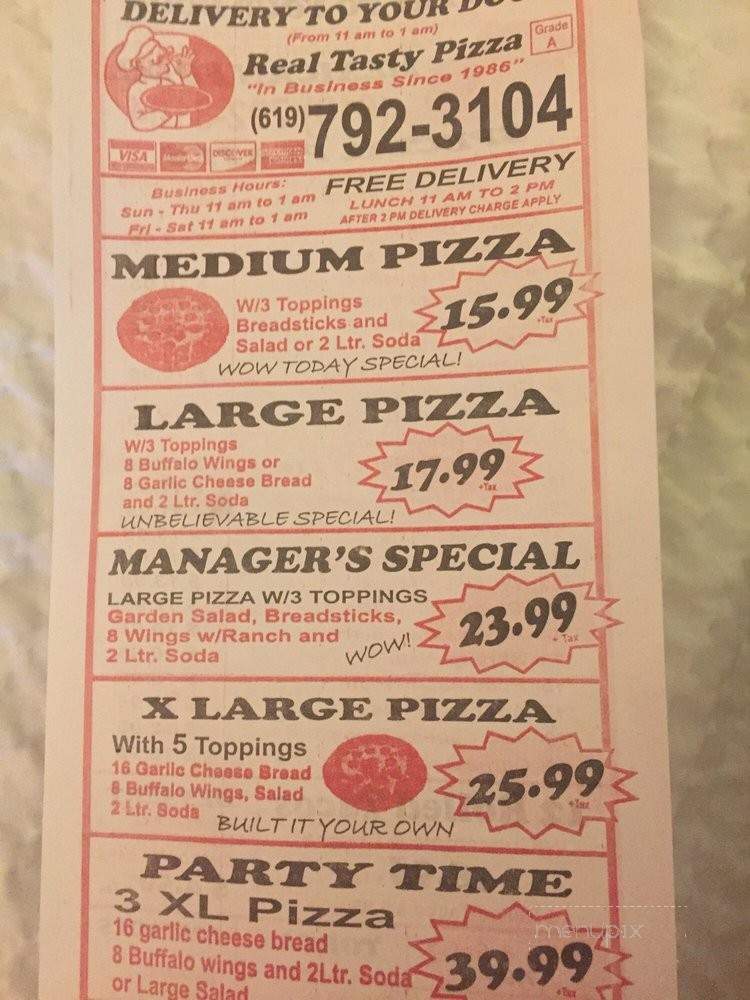 DELIVERY TO YOUR
(From 11 am to 1 am)
Real Tasty Pizza
Grade
A
"In Business Since 1986"
(619)792-3104
VISA MasterCard DISCOVER
Business Hours:
Sun - Thu 11 am to 1 am
Fri - Sat 11 am to 1 am
FREE DELIVERY
LUNCH 11 AM TO 2 PM
AFTER 2 PM DELIVERY CHARGE APPLY
MEDIUM PIZZA
W/3 Toppings
Breadsticks and
Salad or 2 Ltr. Soda
15.99
+Tax
WOW TODAY SPECIAL!
LARGE PIZZA
W/3 Toppings
8 Buffalo Wings or
8 Garlic Cheese Bread
and 2 Ltr. Soda
17.99
+Tax
UNBELIEVABLE SPECIAL!
MANAGER'S SPECIAL
LARGE PIZZA W/3 TOPPINGS
Garden Salad, Breadsticks,
8 Wings w/Ranch and
2 Ltr. Soda
WOW!
23.99
+ Tax
X LARGE PIZZA
With 5 Toppings
16 Garlic Cheese Bread
8 Buffalo Wings, Salad
2 Ltr. Soda
25.99
+Tax
BUILT IT YOUR OWN
PARTY TIME
3 XL Pizza
16 garlic cheese bread
8 Buffalo wings and 2Ltr. Soda
or Large Salad
39.99
+Tax
menupix